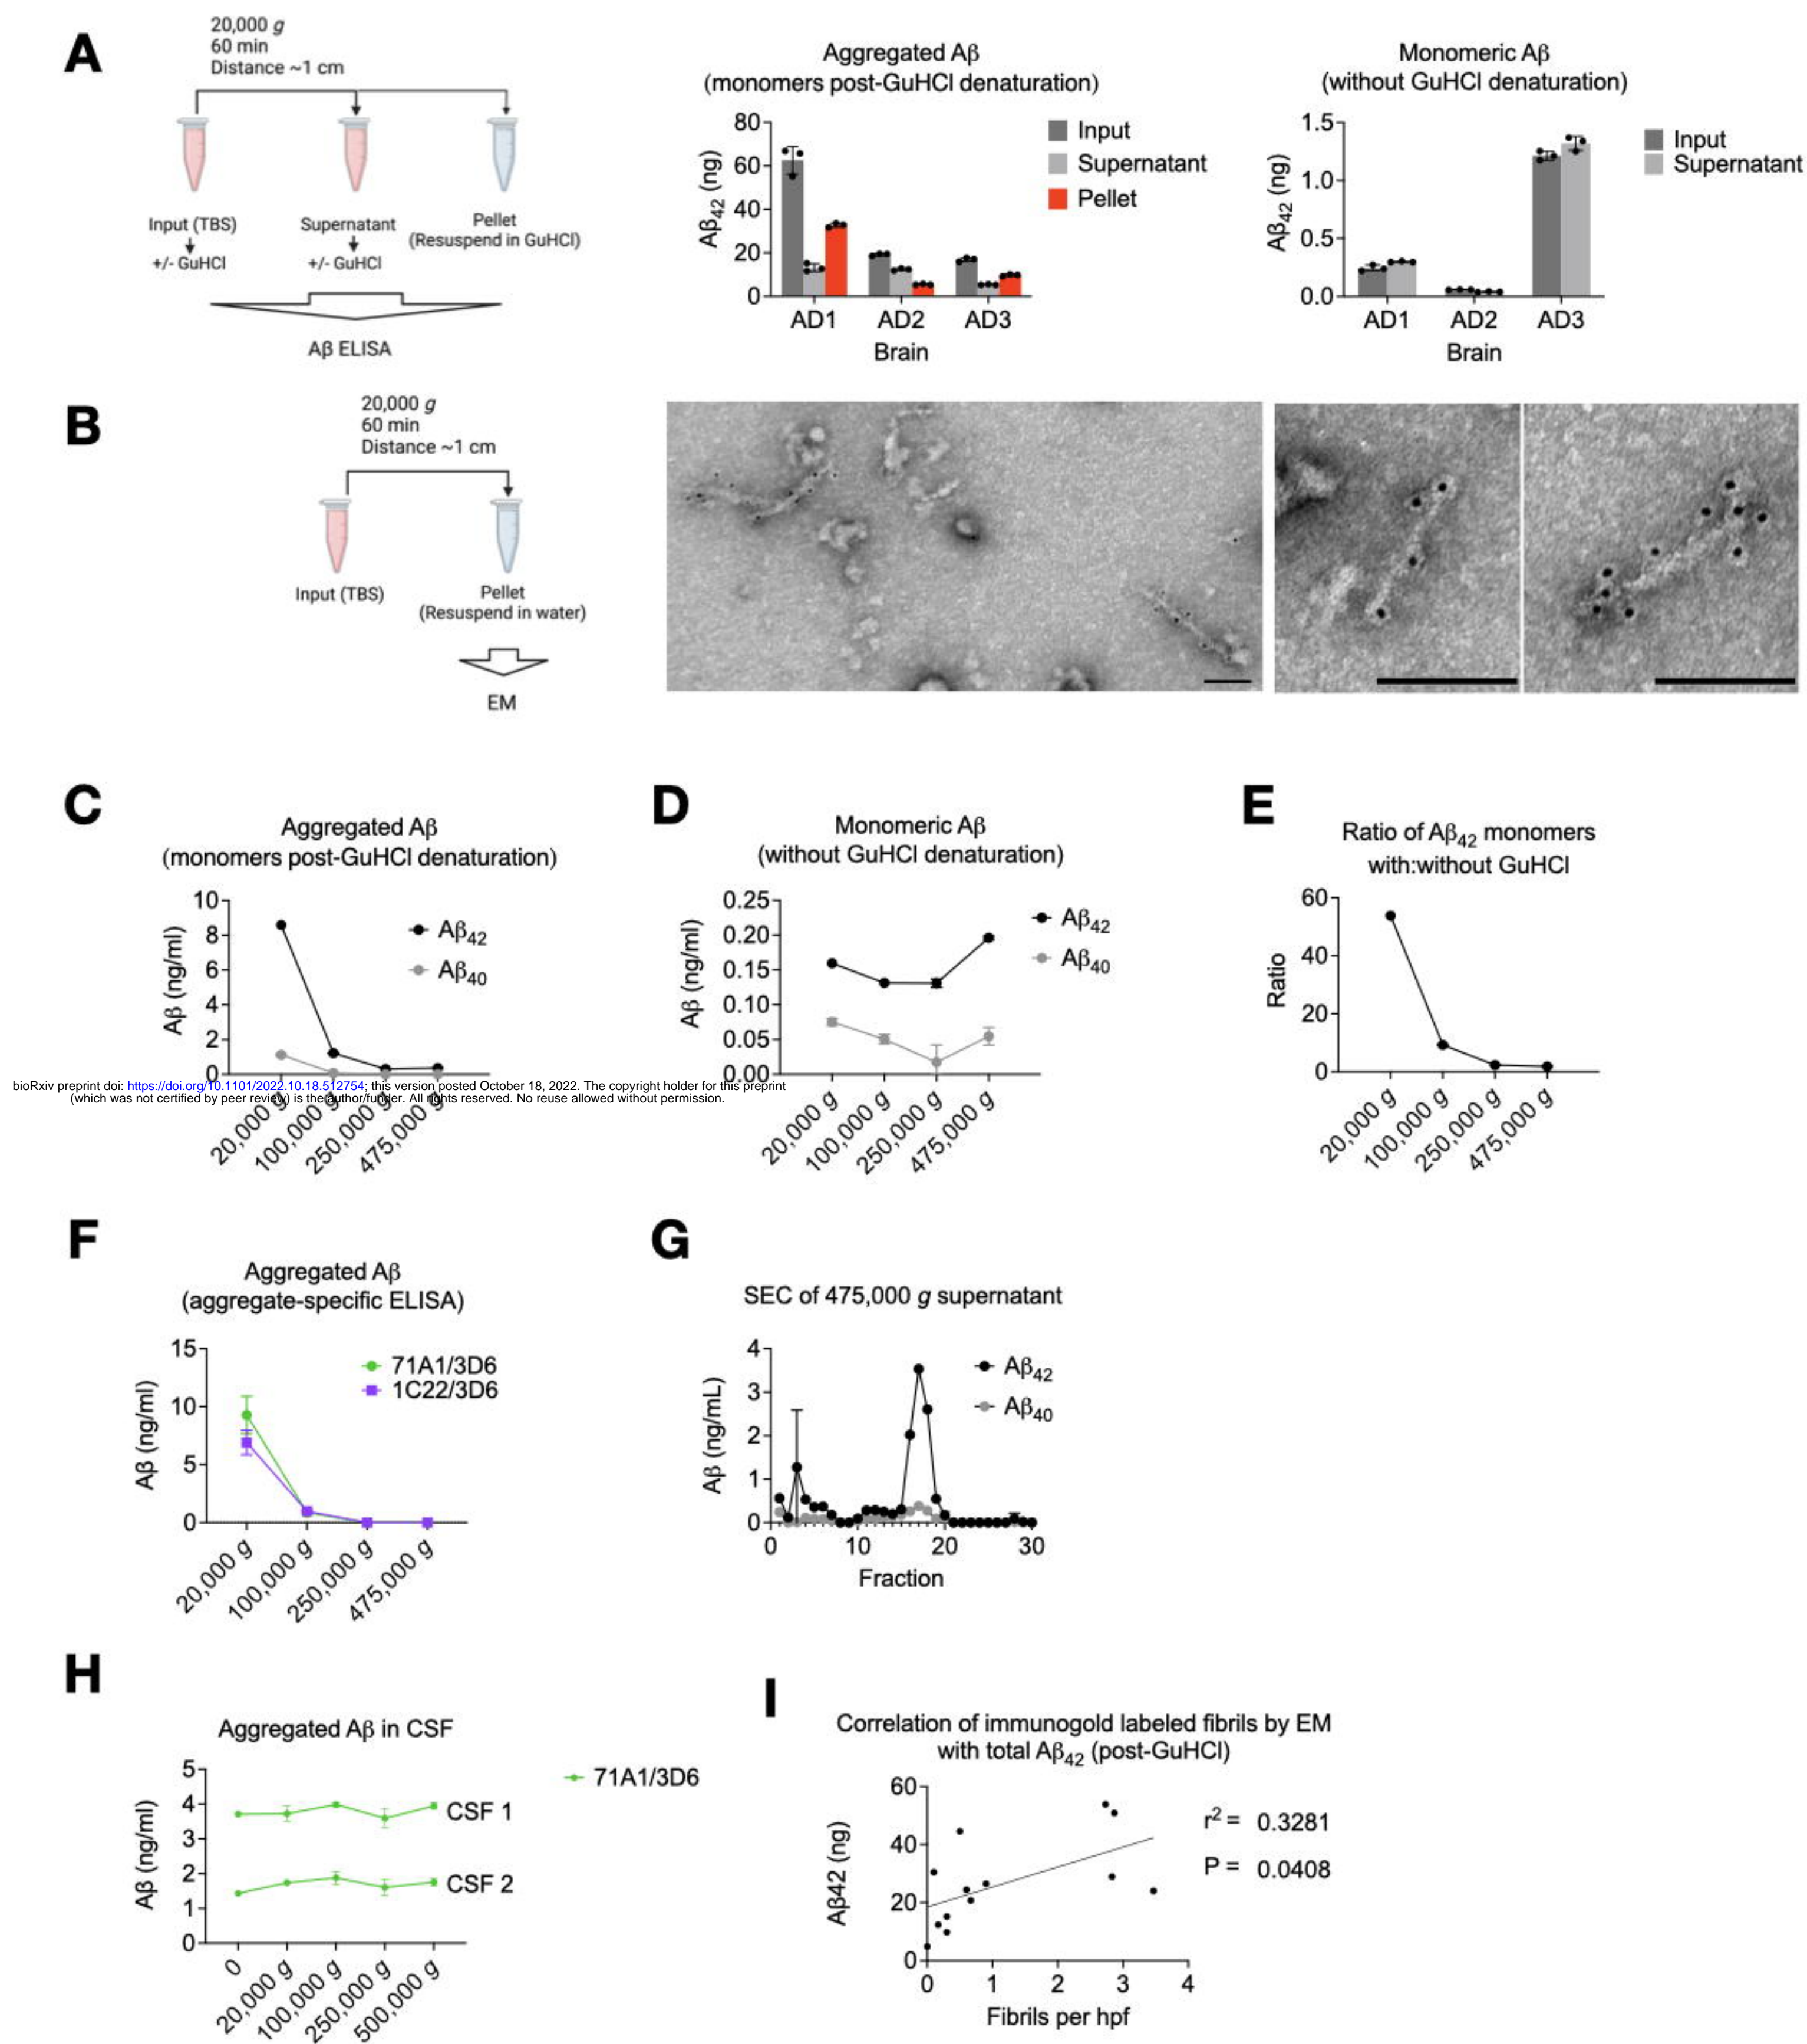 A
20,000 g
60 min
Distance ~1 cm
Input (TBS)
+/- GuHCl
Supernatant
+/- GuHCl
Pellet
(Resuspend in GuHCl)
Aβ ELISA
Aggregated Aβ
(monomers post-GuHCl denaturation)
Aβ42 (ng)
80
60
40
20
0
AD1
AD2
AD3
Brain
Input
Supernatant
Pellet
Monomeric Aβ
(without GuHCl denaturation)
Aβ42 (ng)
1.5
1.0
0.5
0.0
AD1
AD2
AD3
Brain
Input
Supernatant
B
20,000 g
60 min
Distance ~1 cm
Input (TBS)
Pellet
(Resuspend in water)
EM
C
Aggregated Aβ
(monomers post-GuHCl denaturation)
Aβ (ng/ml)
10
8
6
4
2
0
Aβ42
Aβ40
20,000 g
100,000 g
250,000 g
475,000 g
D
Monomeric Aβ
(without GuHCl denaturation)
Aβ (ng/ml)
0.25
0.20
0.15
0.10
0.05
0.00
Aβ42
Aβ40
20,000 g
100,000 g
250,000 g
475,000 g
E
Ratio of Aβ42 monomers
with:without GuHCl
Ratio
60
40
20
0
20,000 g
100,000 g
250,000 g
475,000 g
bioRxiv preprint doi: https://doi.org/10.1101/2022.10.18.512754; this version posted October 18, 2022. The copyright holder for this preprint
(which was not certified by peer review) is the author/funder. All rights reserved. No reuse allowed without permission.
F
Aggregated Aβ
(aggregate-specific ELISA)
Aβ (ng/ml)
15
10
5
0
71A1/3D6
1C22/3D6
20,000 g
100,000 g
250,000 g
475,000 g
G
SEC of 475,000 g supernatant
Aβ (ng/mL)
4
3
2
1
0
Aβ42
Aβ40
0
10
20
30
Fraction
H
Aggregated Aβ in CSF
Aβ (ng/ml)
5
4
3
2
1
0
71A1/3D6
CSF 1
CSF 2
0
20,000 g
100,000 g
250,000 g
500,000 g
I
Correlation of immunogold labeled fibrils by EM
with total Aβ42 (post-GuHCl)
Aβ42 (ng)
60
40
20
0
0
1
2
3
4
Fibrils per hpf
r2 = 0.3281
P = 0.0408